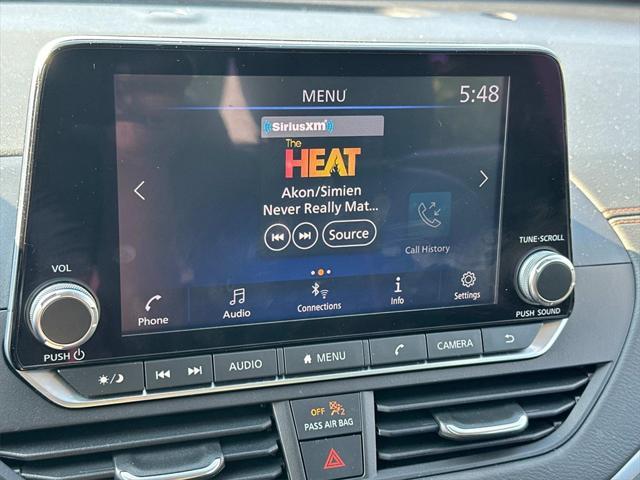 MENU
5:48
SiriusXM
The
HEAT
Akon/Simien
Never Really Mat...
Source
Call History
Phone
Audio
Connections
Info
Settings
VOL
PUSH
TUNE·SCROLL
PUSH SOUND
AUDIO
MENU
CAMERA
OFF
2
PASS AIR BAG